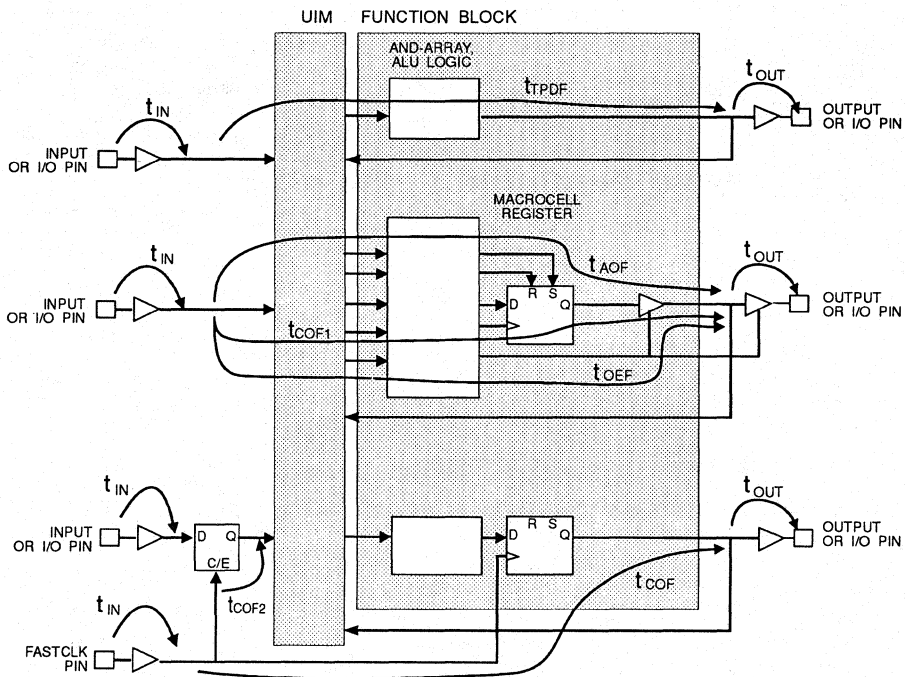 UIM FUNCTION BLOCK
AND-ARRAY,
ALU LOGIC
tIN
tTPDF
tOUT
INPUT
OR I/O PIN
OUTPUT
OR I/O PIN
MACROCELL
REGISTER
tIN
tAOF
tOUT
INPUT
OR I/O PIN
R S
D Q
OUTPUT
OR I/O PIN
tCOF1
tOEF
tIN
tOUT
INPUT
OR I/O PIN
D Q
C/E
R S
D Q
OUTPUT
OR I/O PIN
tIN
tCOF2
tCOF
FASTCLK
PIN